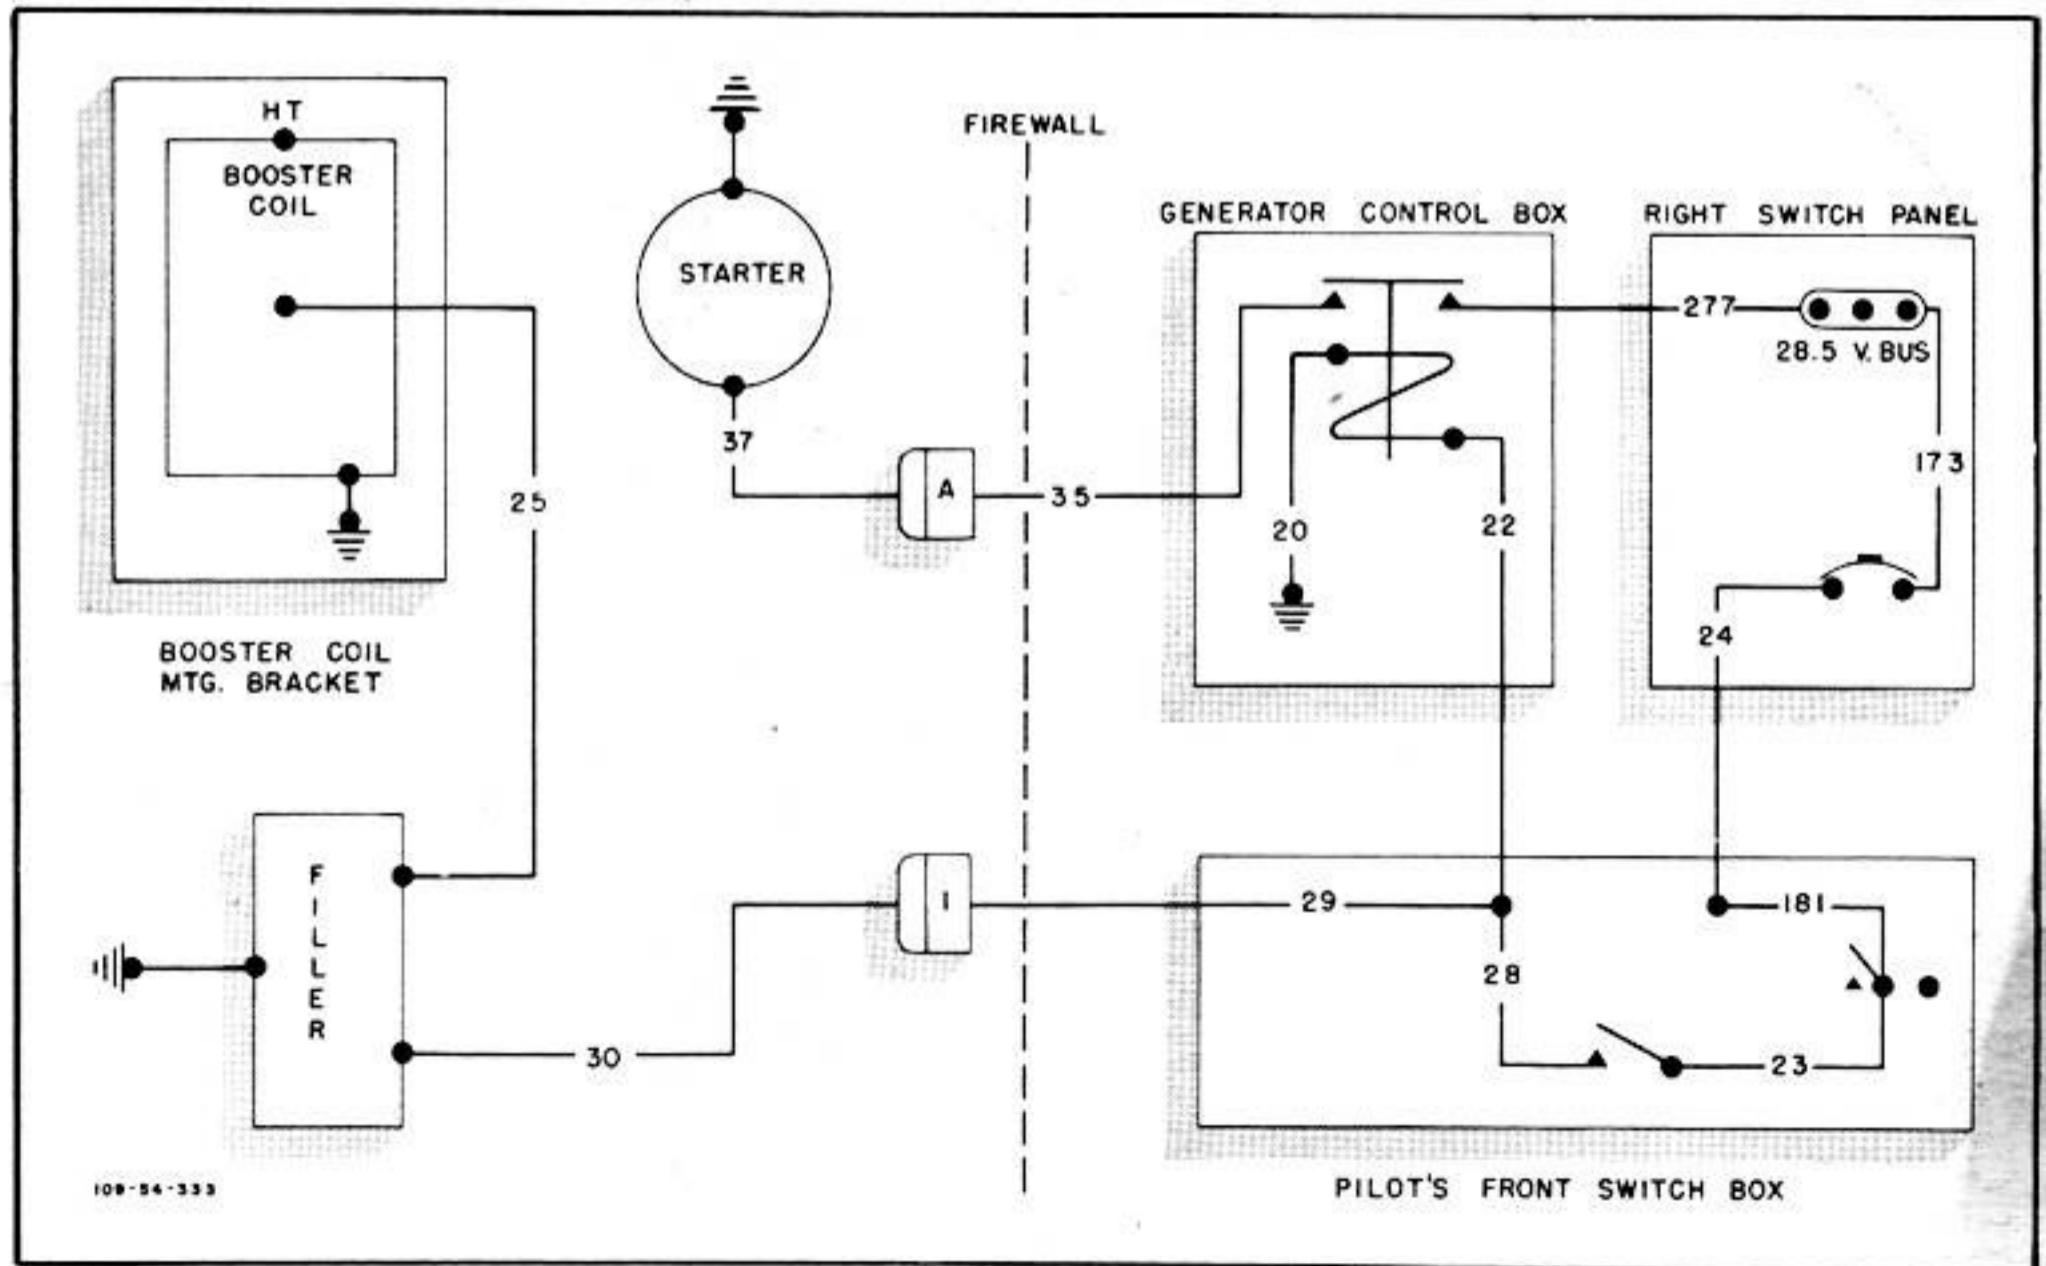 HT
BOOSTER
COIL
BOOSTER COIL
MTG. BRACKET
STARTER
FIREWALL
GENERATOR CONTROL BOX
RIGHT SWITCH PANEL
277
28.5 V. BUS
173
37
A
35
25
20
22
24
FILLER
1
29
181
28
30
23
PILOT'S FRONT SWITCH BOX
109-54-333